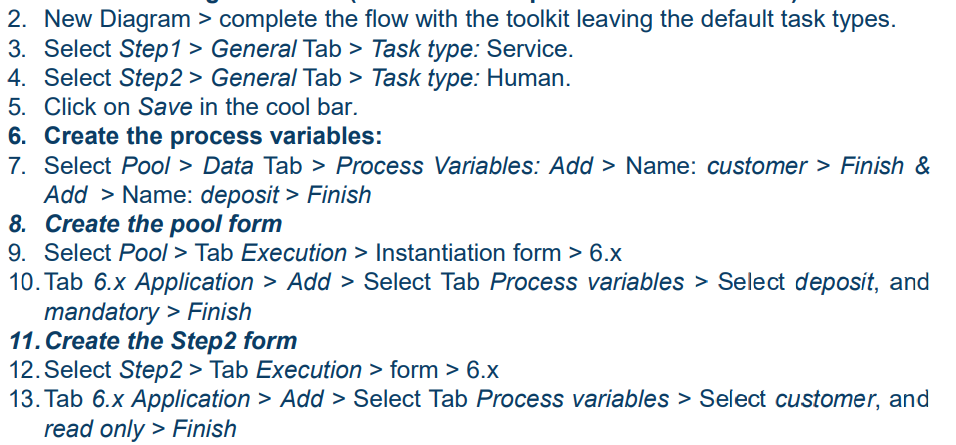 2. New Diagram > complete the flow with the toolkit leaving the default task types.
3. Select Step1 > General Tab > Task type: Service.
4. Select Step2 > General Tab > Task type: Human.
5. Click on Save in the cool bar.
6. Create the process variables:
7. Select Pool > Data Tab > Process Variables: Add > Name: customer > Finish &
Add > Name: deposit > Finish
8. Create the pool form
9. Select Pool > Tab Execution > Instantiation form > 6.x
10. Tab 6.x Application > Add > Select Tab Process variables > Select deposit, and
mandatory > Finish
11. Create the Step2 form
12. Select Step2 > Tab Execution > form > 6.x
13. Tab 6.x Application > Add > Select Tab Process variables > Select customer, and
read only > Finish